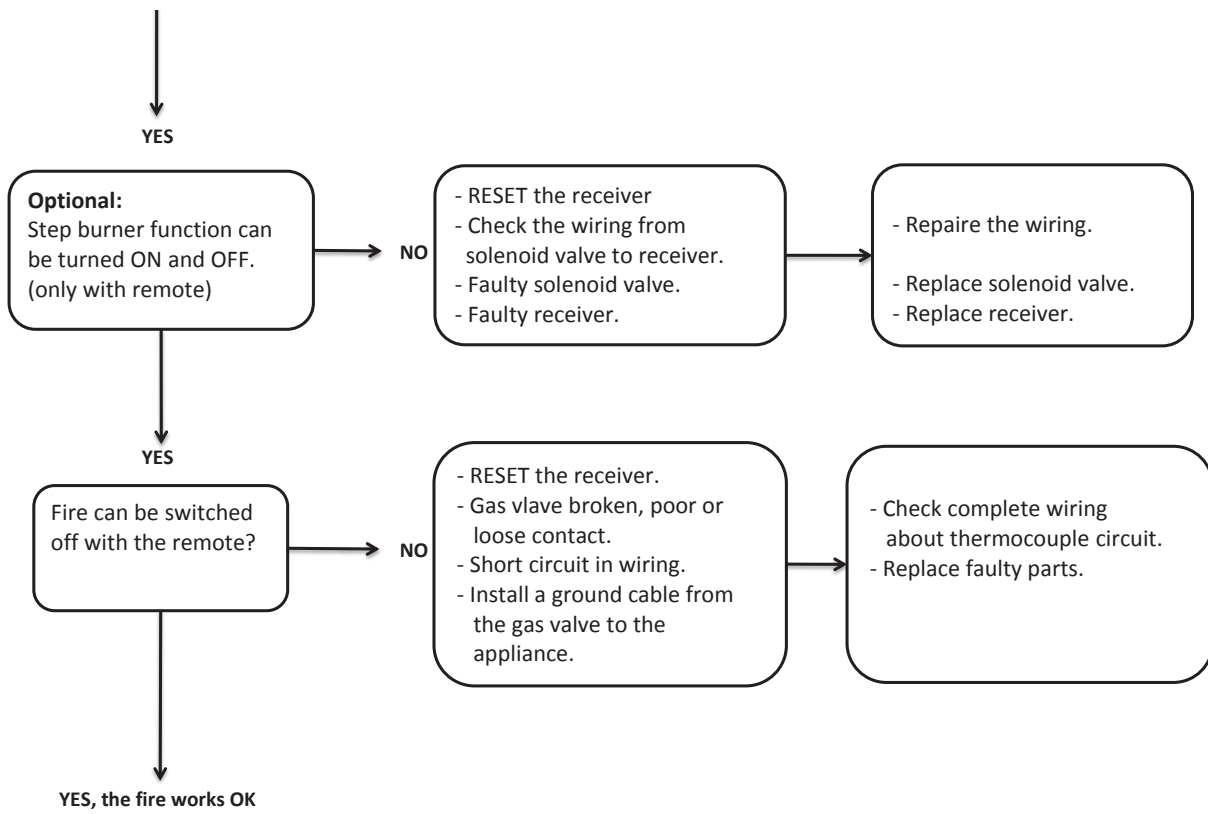 YES
Optional:
Step burner function can
be turned ON and OFF.
(only with remote)
NO
- RESET the receiver
- Check the wiring from
solenoid valve to receiver.
- Faulty solenoid valve.
- Faulty receiver.
- Repaire the wiring.
- Replace solenoid valve.
- Replace receiver.
YES
Fire can be switched
off with the remote?
NO
- RESET the receiver.
- Gas vlave broken, poor or
loose contact.
- Short circuit in wiring.
- Install a ground cable from
the gas valve to the
appliance.
- Check complete wiring
about thermocouple circuit.
- Replace faulty parts.
YES, the fire works OK